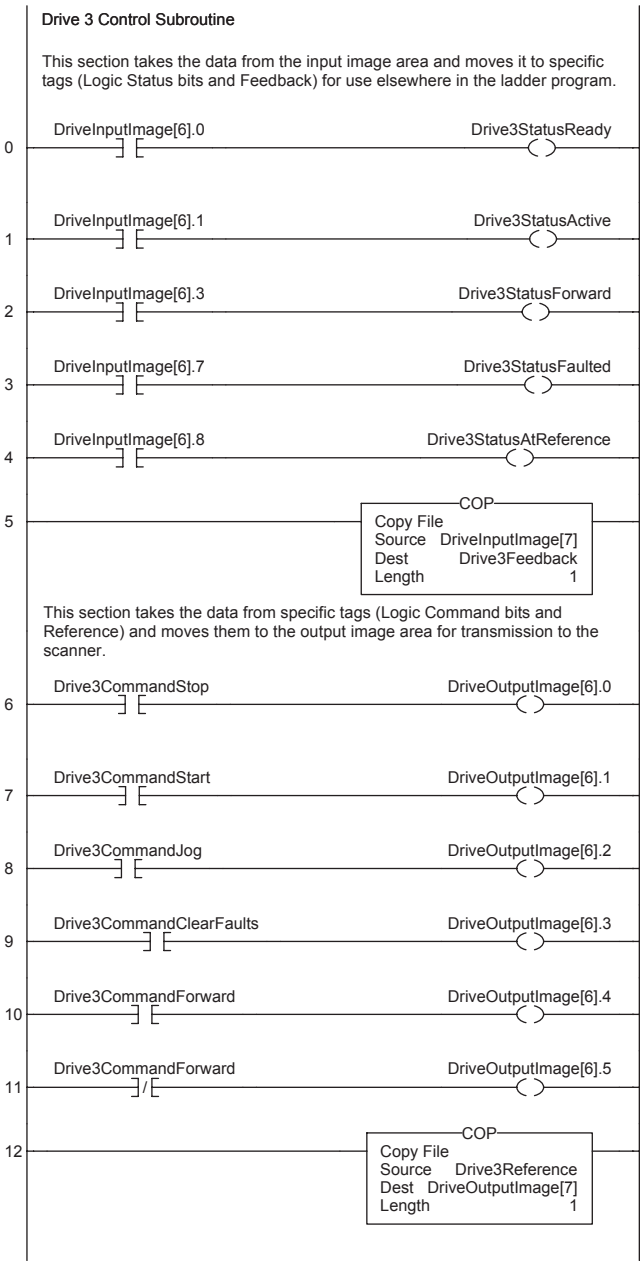 Drive 3 Control Subroutine
This section takes the data from the input image area and moves it to specific
tags (Logic Status bits and Feedback) for use elsewhere in the ladder program.
DriveInputImage[6].0 Drive3StatusReady
0
DriveInputImage[6].1 Drive3StatusActive
1
DriveInputImage[6].3 Drive3StatusForward
2
DriveInputImage[6].7 Drive3StatusFaulted
3
DriveInputImage[6].8 Drive3StatusAtReference
4
COP
5
Copy File
Source DriveInputImage[7]
Dest Drive3Feedback
Length 1
This section takes the data from specific tags (Logic Command bits and
Reference) and moves them to the output image area for transmission to the
scanner.
Drive3CommandStop DriveOutputImage[6].0
6
Drive3CommandStart DriveOutputImage[6].1
7
Drive3CommandJog DriveOutputImage[6].2
8
Drive3CommandClearFaults DriveOutputImage[6].3
9
Drive3CommandForward DriveOutputImage[6].4
10
Drive3CommandForward DriveOutputImage[6].5
11
COP
12
Copy File
Source Drive3Reference
Dest DriveOutputImage[7]
Length 1